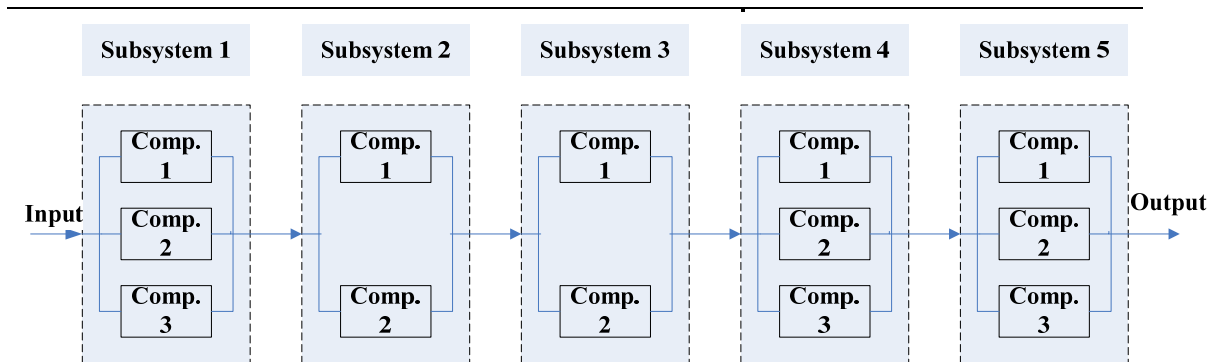 Subsystem 1 Subsystem 2 Subsystem 3 Subsystem 4 Subsystem 5
Input
Comp.
1
Comp.
2
Comp.
3
Comp.
1
Comp.
2
Comp.
1
Comp.
2
Comp.
1
Comp.
2
Comp.
3
Comp.
1
Comp.
2
Comp.
3
Output